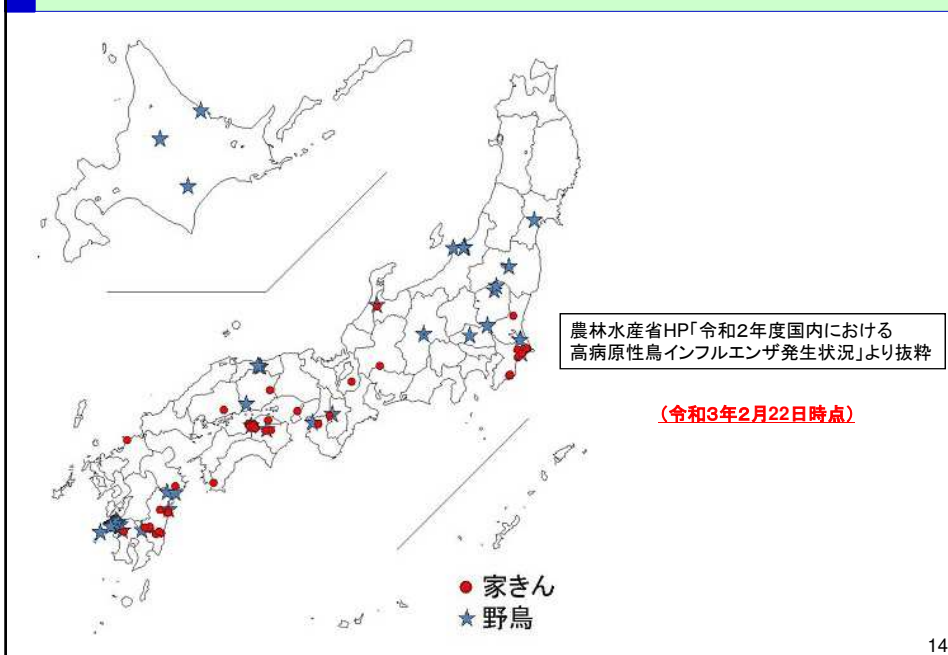 農林水産省HP「令和2年度国内における
高病原性鳥インフルエンザ発生状況」より抜粋
(令和3年2月22日時点)
家きん
野鳥
14